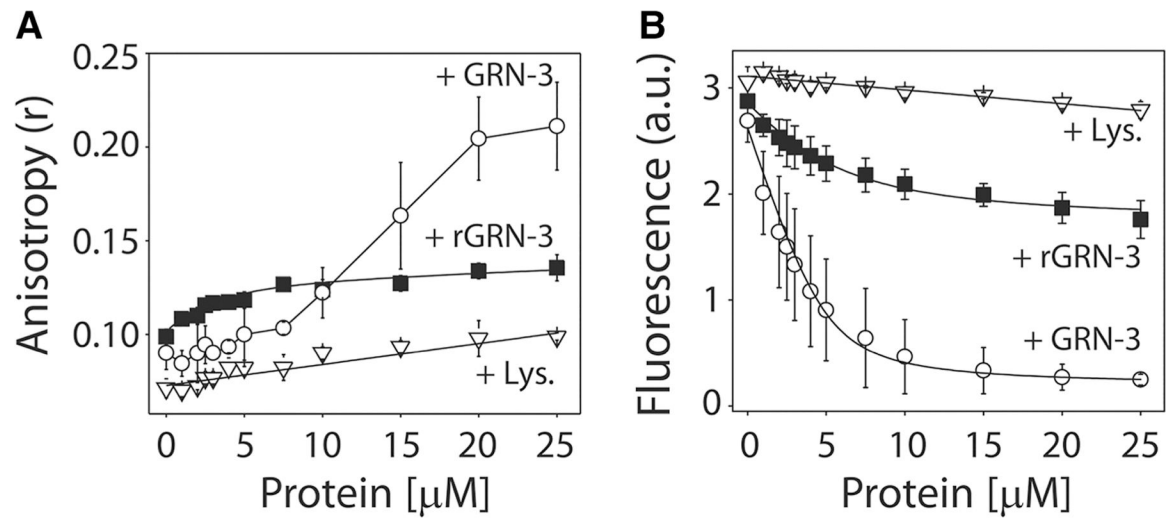 A
Anisotropy (r)
0.25
0.20
0.15
0.10
+ GRN-3
+ rGRN-3
+ Lys.
0 5 10 15 20 25
Protein [μM]
B
Fluorescence (a.u.)
3
2
1
0
+ Lys.
+ rGRN-3
+ GRN-3
0 5 10 15 20 25
Protein [μM]